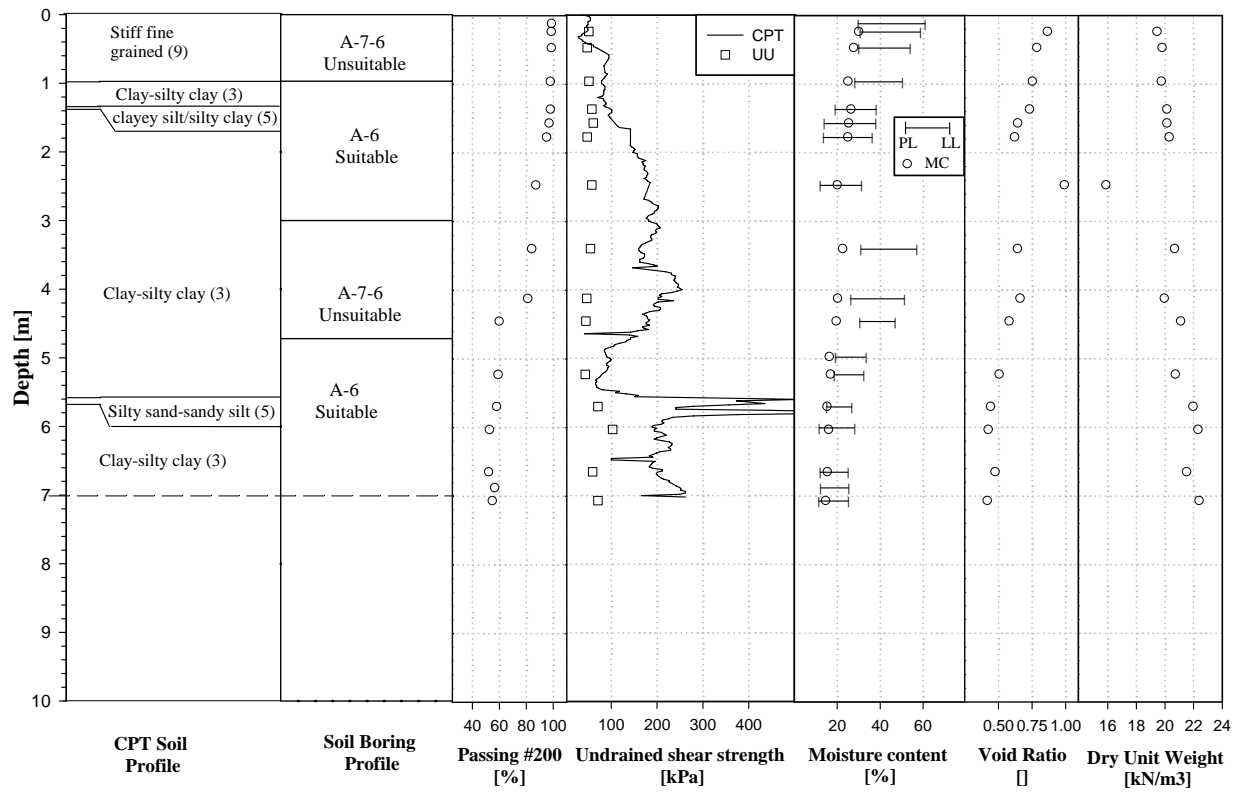 0
1
2
3
4
5
6
7
8
9
10
Depth [m]
Stiff fine
grained (9)
Clay-silty clay (3)
clayey silt/silty clay (5)
Clay-silty clay (3)
Silty sand-sandy silt (5)
Clay-silty clay (3)
CPT Soil
Profile
A-7-6
Unsuitable
A-6
Suitable
A-7-6
Unsuitable
A-6
Suitable
Soil Boring
Profile
40 60 80 100
Passing #200
[%]
CPT
UU
100 200 300 400
Undrained shear strength
[kPa]
PL LL
MC
20 40 60
Moisture content
[%]
0.50 0.75 1.00
Void Ratio
[]
16 18 20 22 24
Dry Unit Weight
[kN/m3]